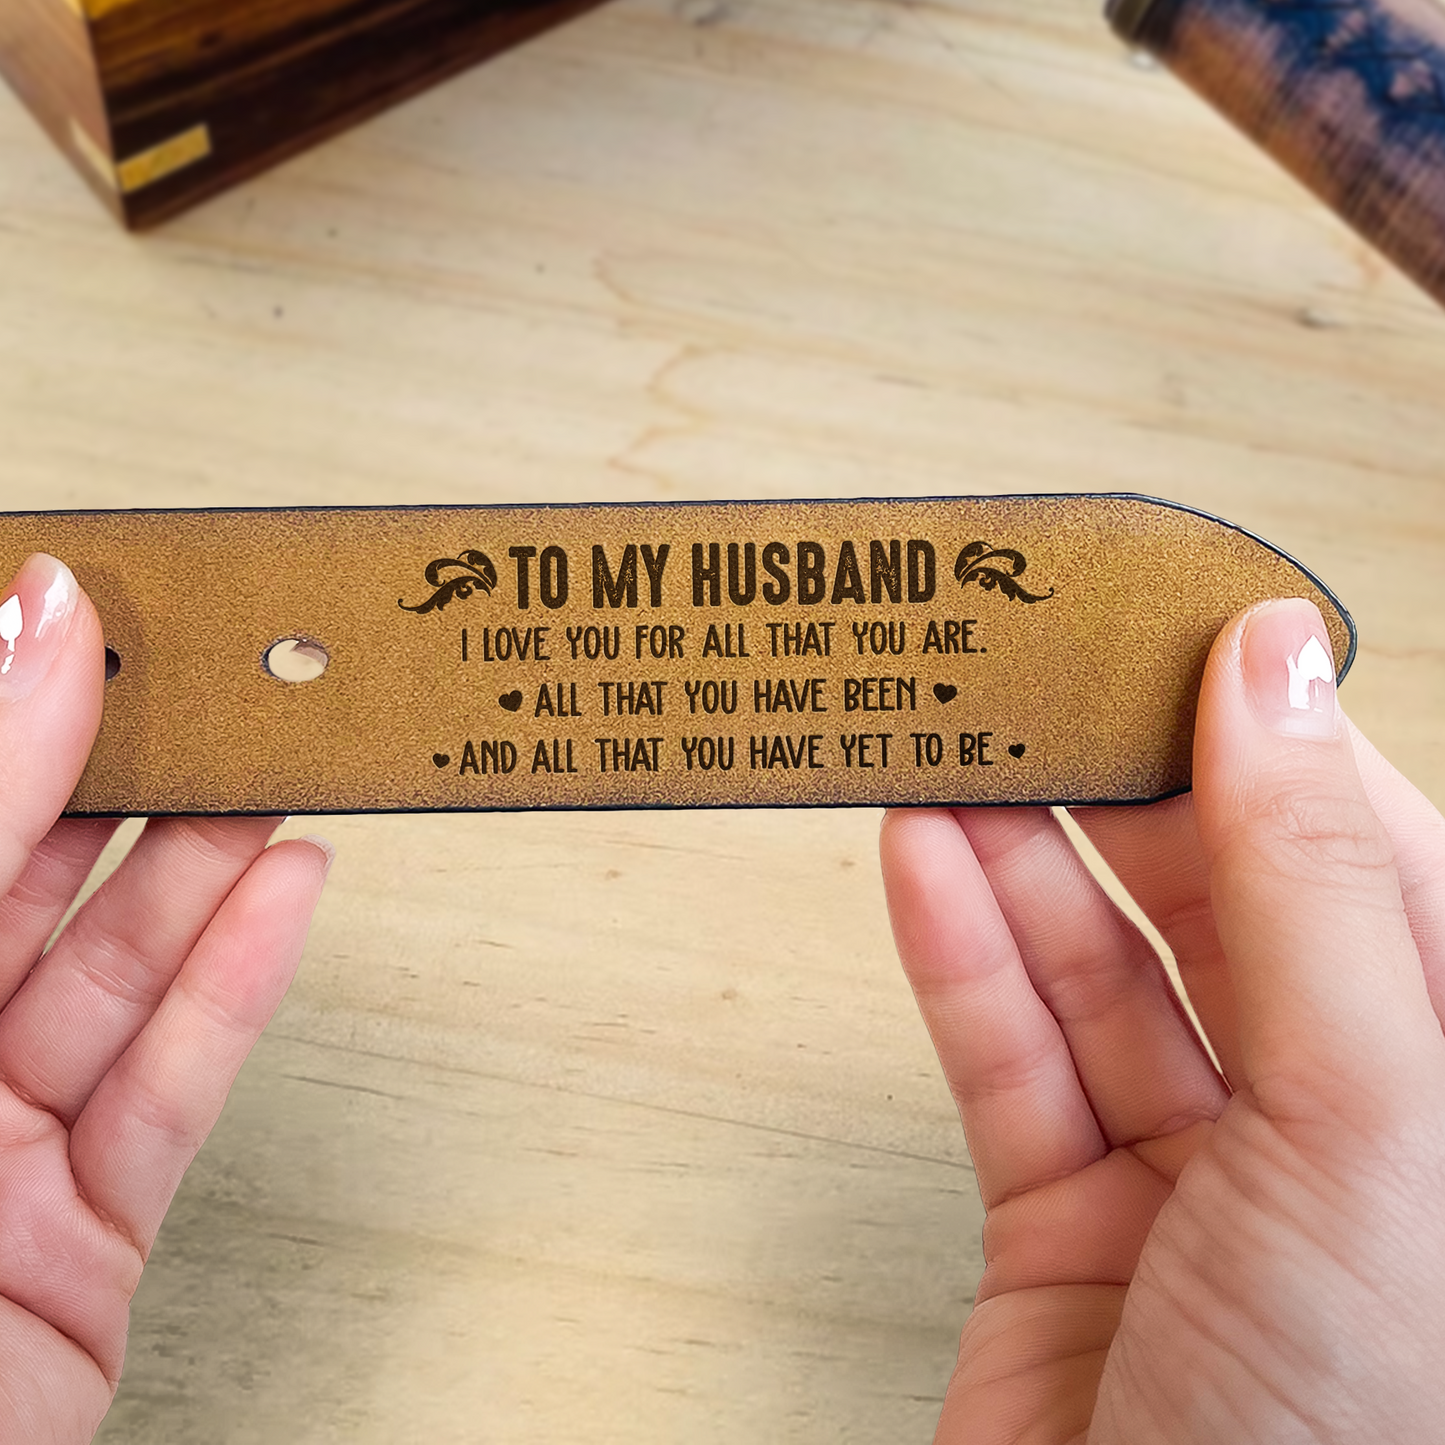 TO MY HUSBAND
I LOVE YOU FOR ALL THAT YOU ARE.
ALL THAT YOU HAVE BEEN
AND ALL THAT YOU HAVE YET TO BE